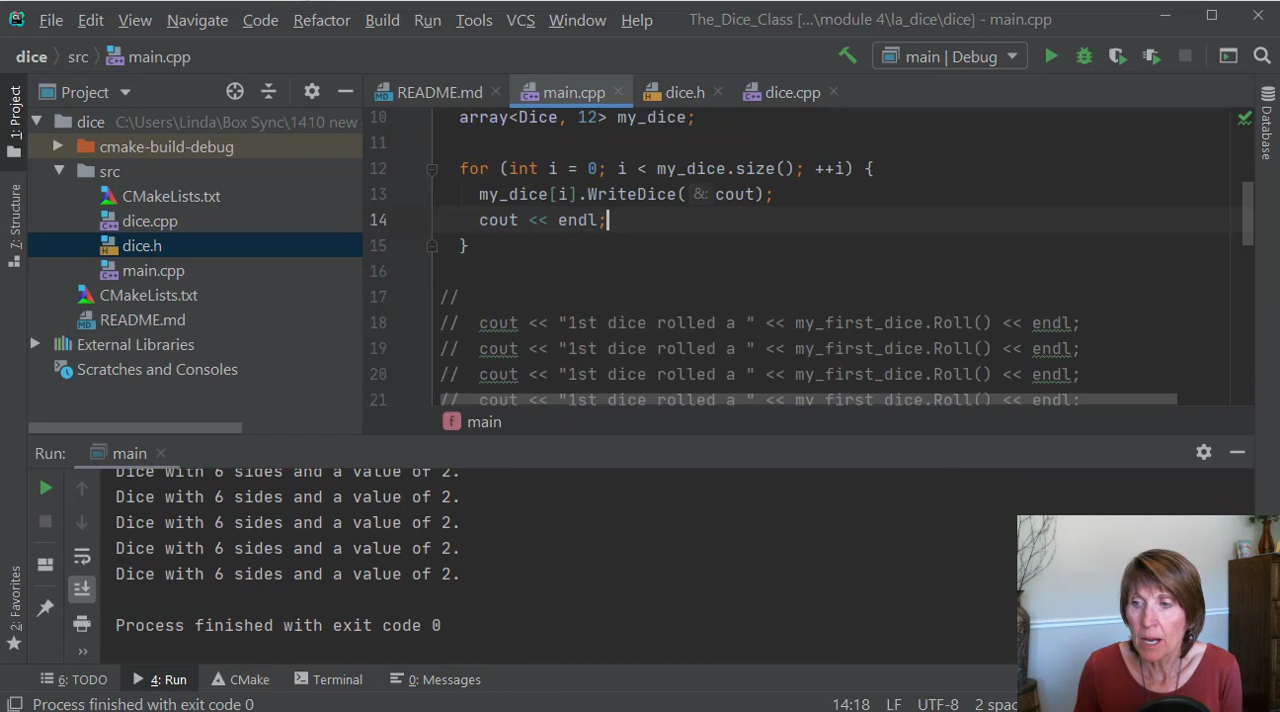 File Edit View Navigate Code Refactor Build Run Tools VCS Window Help The_Dice_Class [...\module 4\la_dice\dice] - main.cpp
dice src main.cpp main | Debug
1: Project
Z: Structure
2: Favorites
Database
Project
dice C:\Users\Linda\Box Sync\1410 new
cmake-build-debug
src
CMakeLists.txt
dice.cpp
dice.h
main.cpp
CMakeLists.txt
README.md
External Libraries
Scratches and Consoles
README.md main.cpp dice.h dice.cpp
10 array<Dice, 12> my_dice;
11
12 for (int i = 0; i < my_dice.size(); ++i) {
13 my_dice[i].WriteDice( &: cout);
14 cout << endl;
15 }
16
17 //
18 // cout << "1st dice rolled a " << my_first_dice.Roll() << endl;
19 // cout << "1st dice rolled a " << my_first_dice.Roll() << endl;
20 // cout << "1st dice rolled a " << my_first_dice.Roll() << endl;
21 // cout << "1st dice rolled a " << my_first_dice.Roll() << endl;
f main
Run: main
Dice with 6 sides and a value of 2.
Dice with 6 sides and a value of 2.
Dice with 6 sides and a value of 2.
Dice with 6 sides and a value of 2.
Dice with 6 sides and a value of 2.
Process finished with exit code 0
6: TODO 4: Run CMake Terminal 0: Messages
Process finished with exit code 0 14:18 LF UTF-8 2 spac